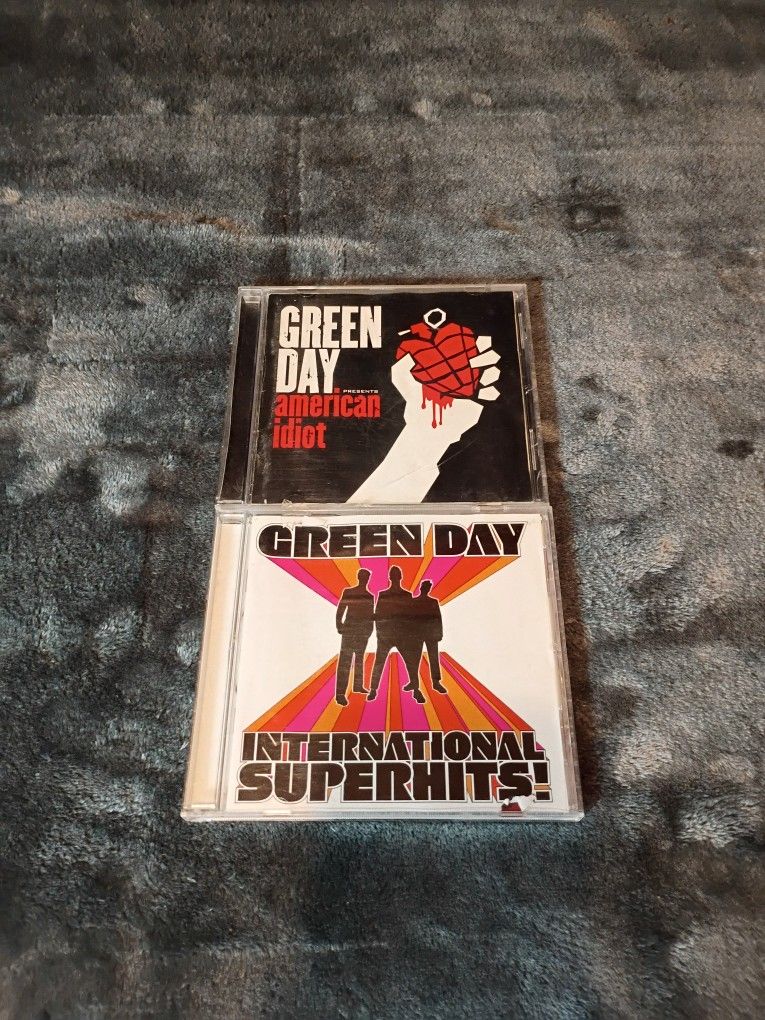 GREEN
DAY.
PRESENTS
american
idiot
GREEN DAY
INTERNATIONAL
SUPERHITS!